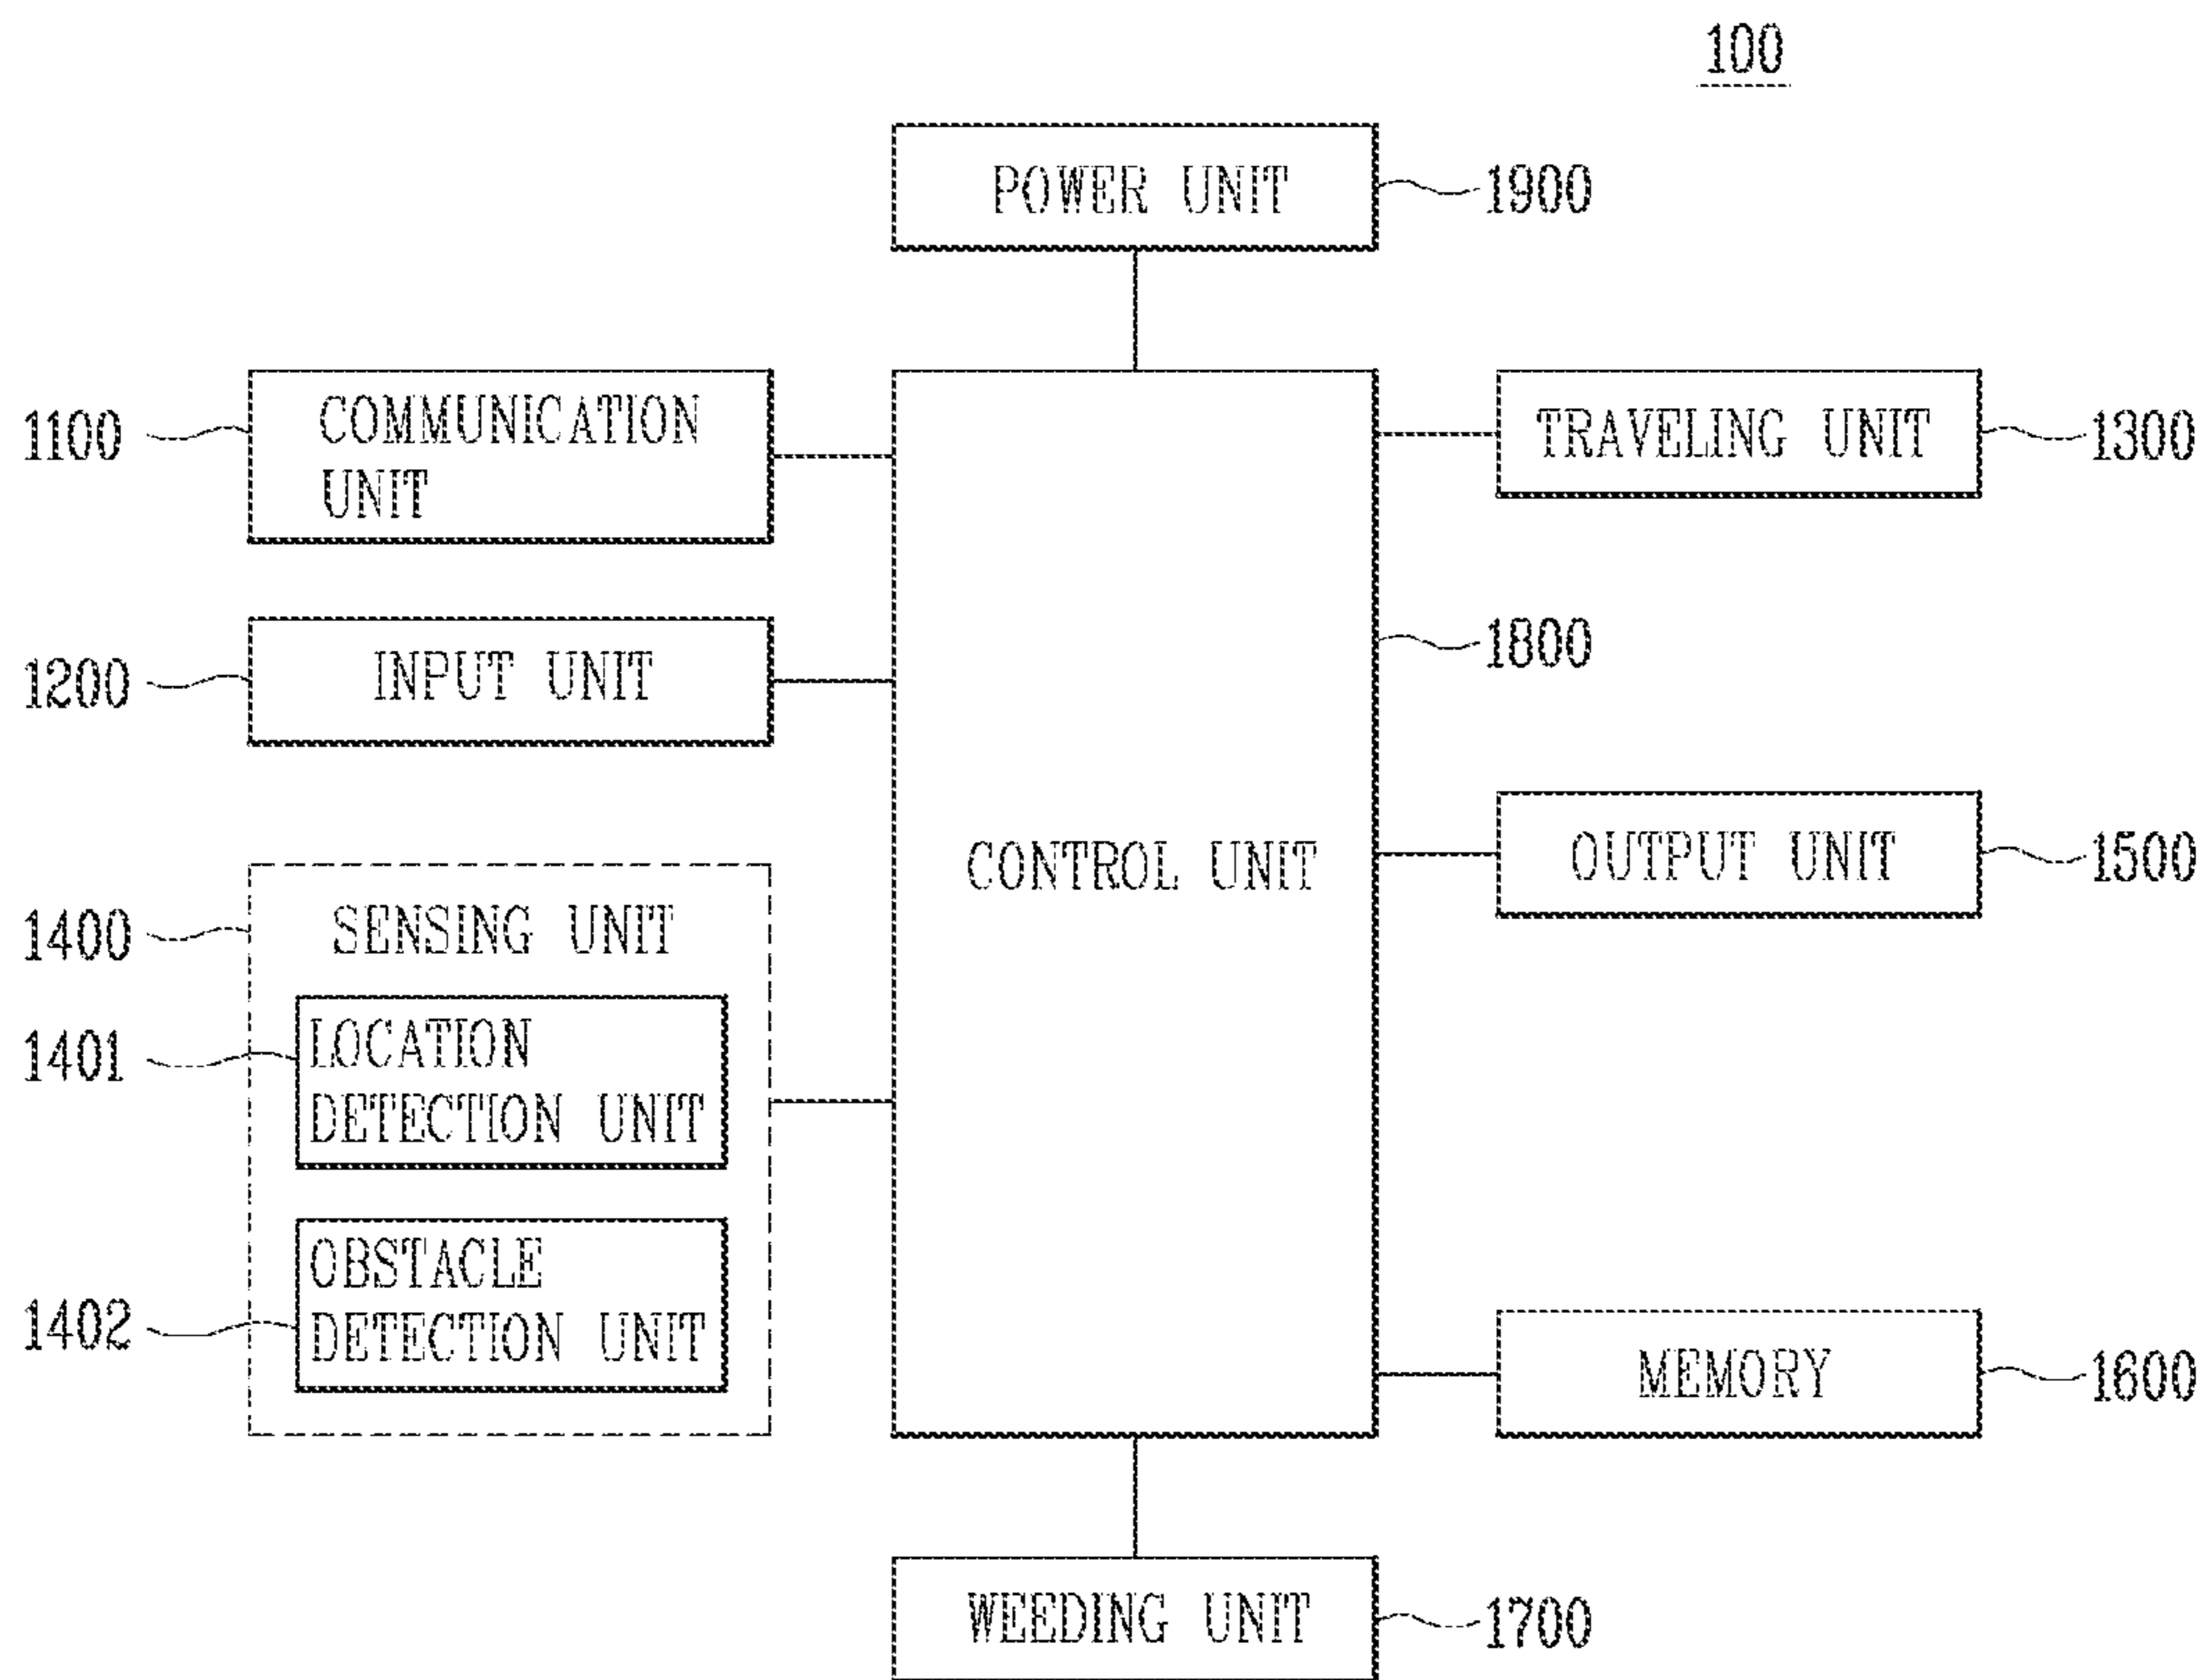 100
POWER UNIT
1900
1100
COMMUNICATION
UNIT
TRAVELING UNIT
1300
1200
INPUT UNIT
1800
CONTROL UNIT
OUTPUT UNIT
1500
1400
SENSING UNIT
1401
LOCATION
DETECTION UNIT
1402
OBSTACLE
DETECTION UNIT
MEMORY
1600
WEEDING UNIT
1700